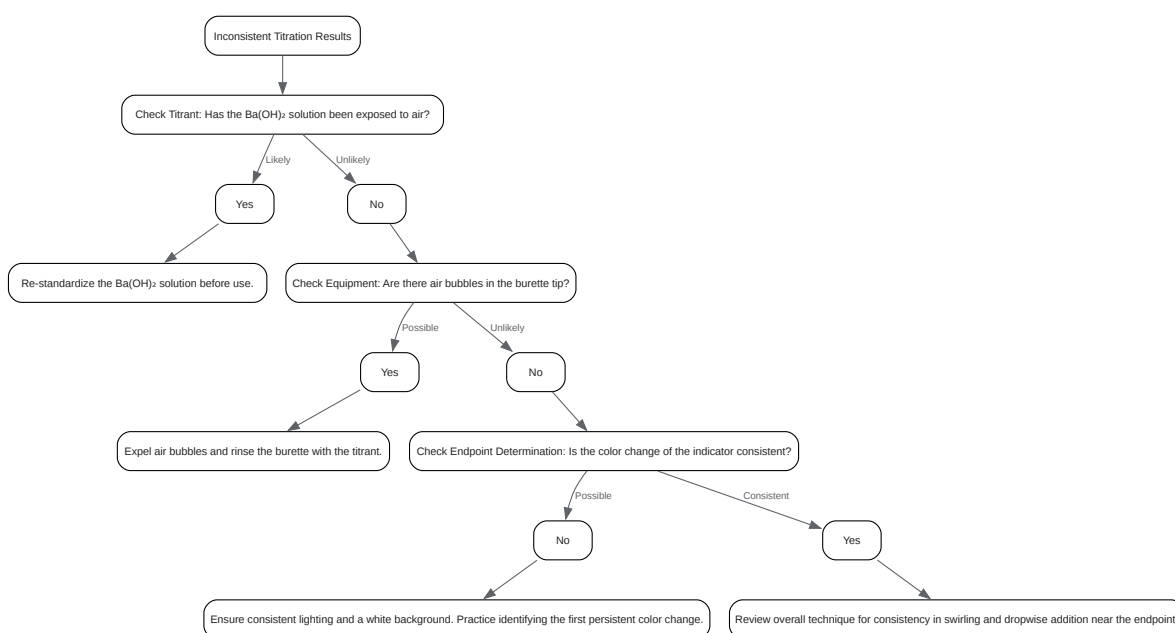 Inconsistent Titration Results
Check Titrant: Has the Ba(OH)₂ solution been exposed to air?
Likely
Unlikely
Yes
No
Re-standardize the Ba(OH)₂ solution before use.
Check Equipment: Are there air bubbles in the burette tip?
Possible
Unlikely
Yes
No
Expel air bubbles and rinse the burette with the titrant.
Check Endpoint Determination: Is the color change of the indicator consistent?
Possible
Consistent
No
Yes
Ensure consistent lighting and a white background. Practice identifying the first persistent color change.
Review overall technique for consistency in swirling and dropwise addition near the endpoint